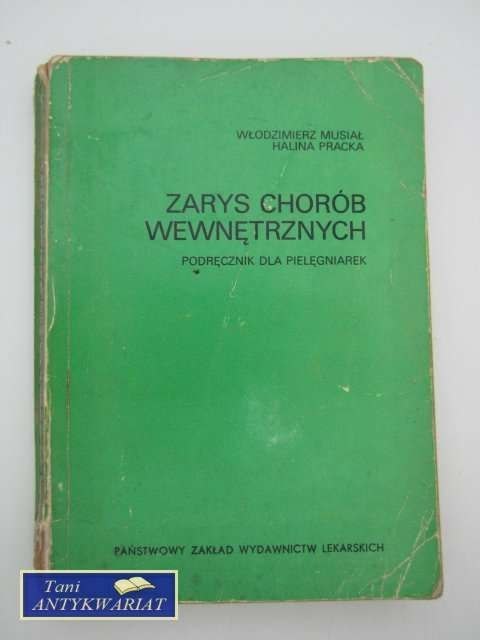 WŁODZIMIERZ MUSIAŁ
HALINA PRACKA
ZARYS CHORÓB
WEWNĘTRZNYCH
PODRĘCZNIK DLA PIELĘGNIAREK
PAŃSTWOWY ZAKŁAD WYDAWNICTW LEKARSKICH
Tani
ANTYKWARIAT